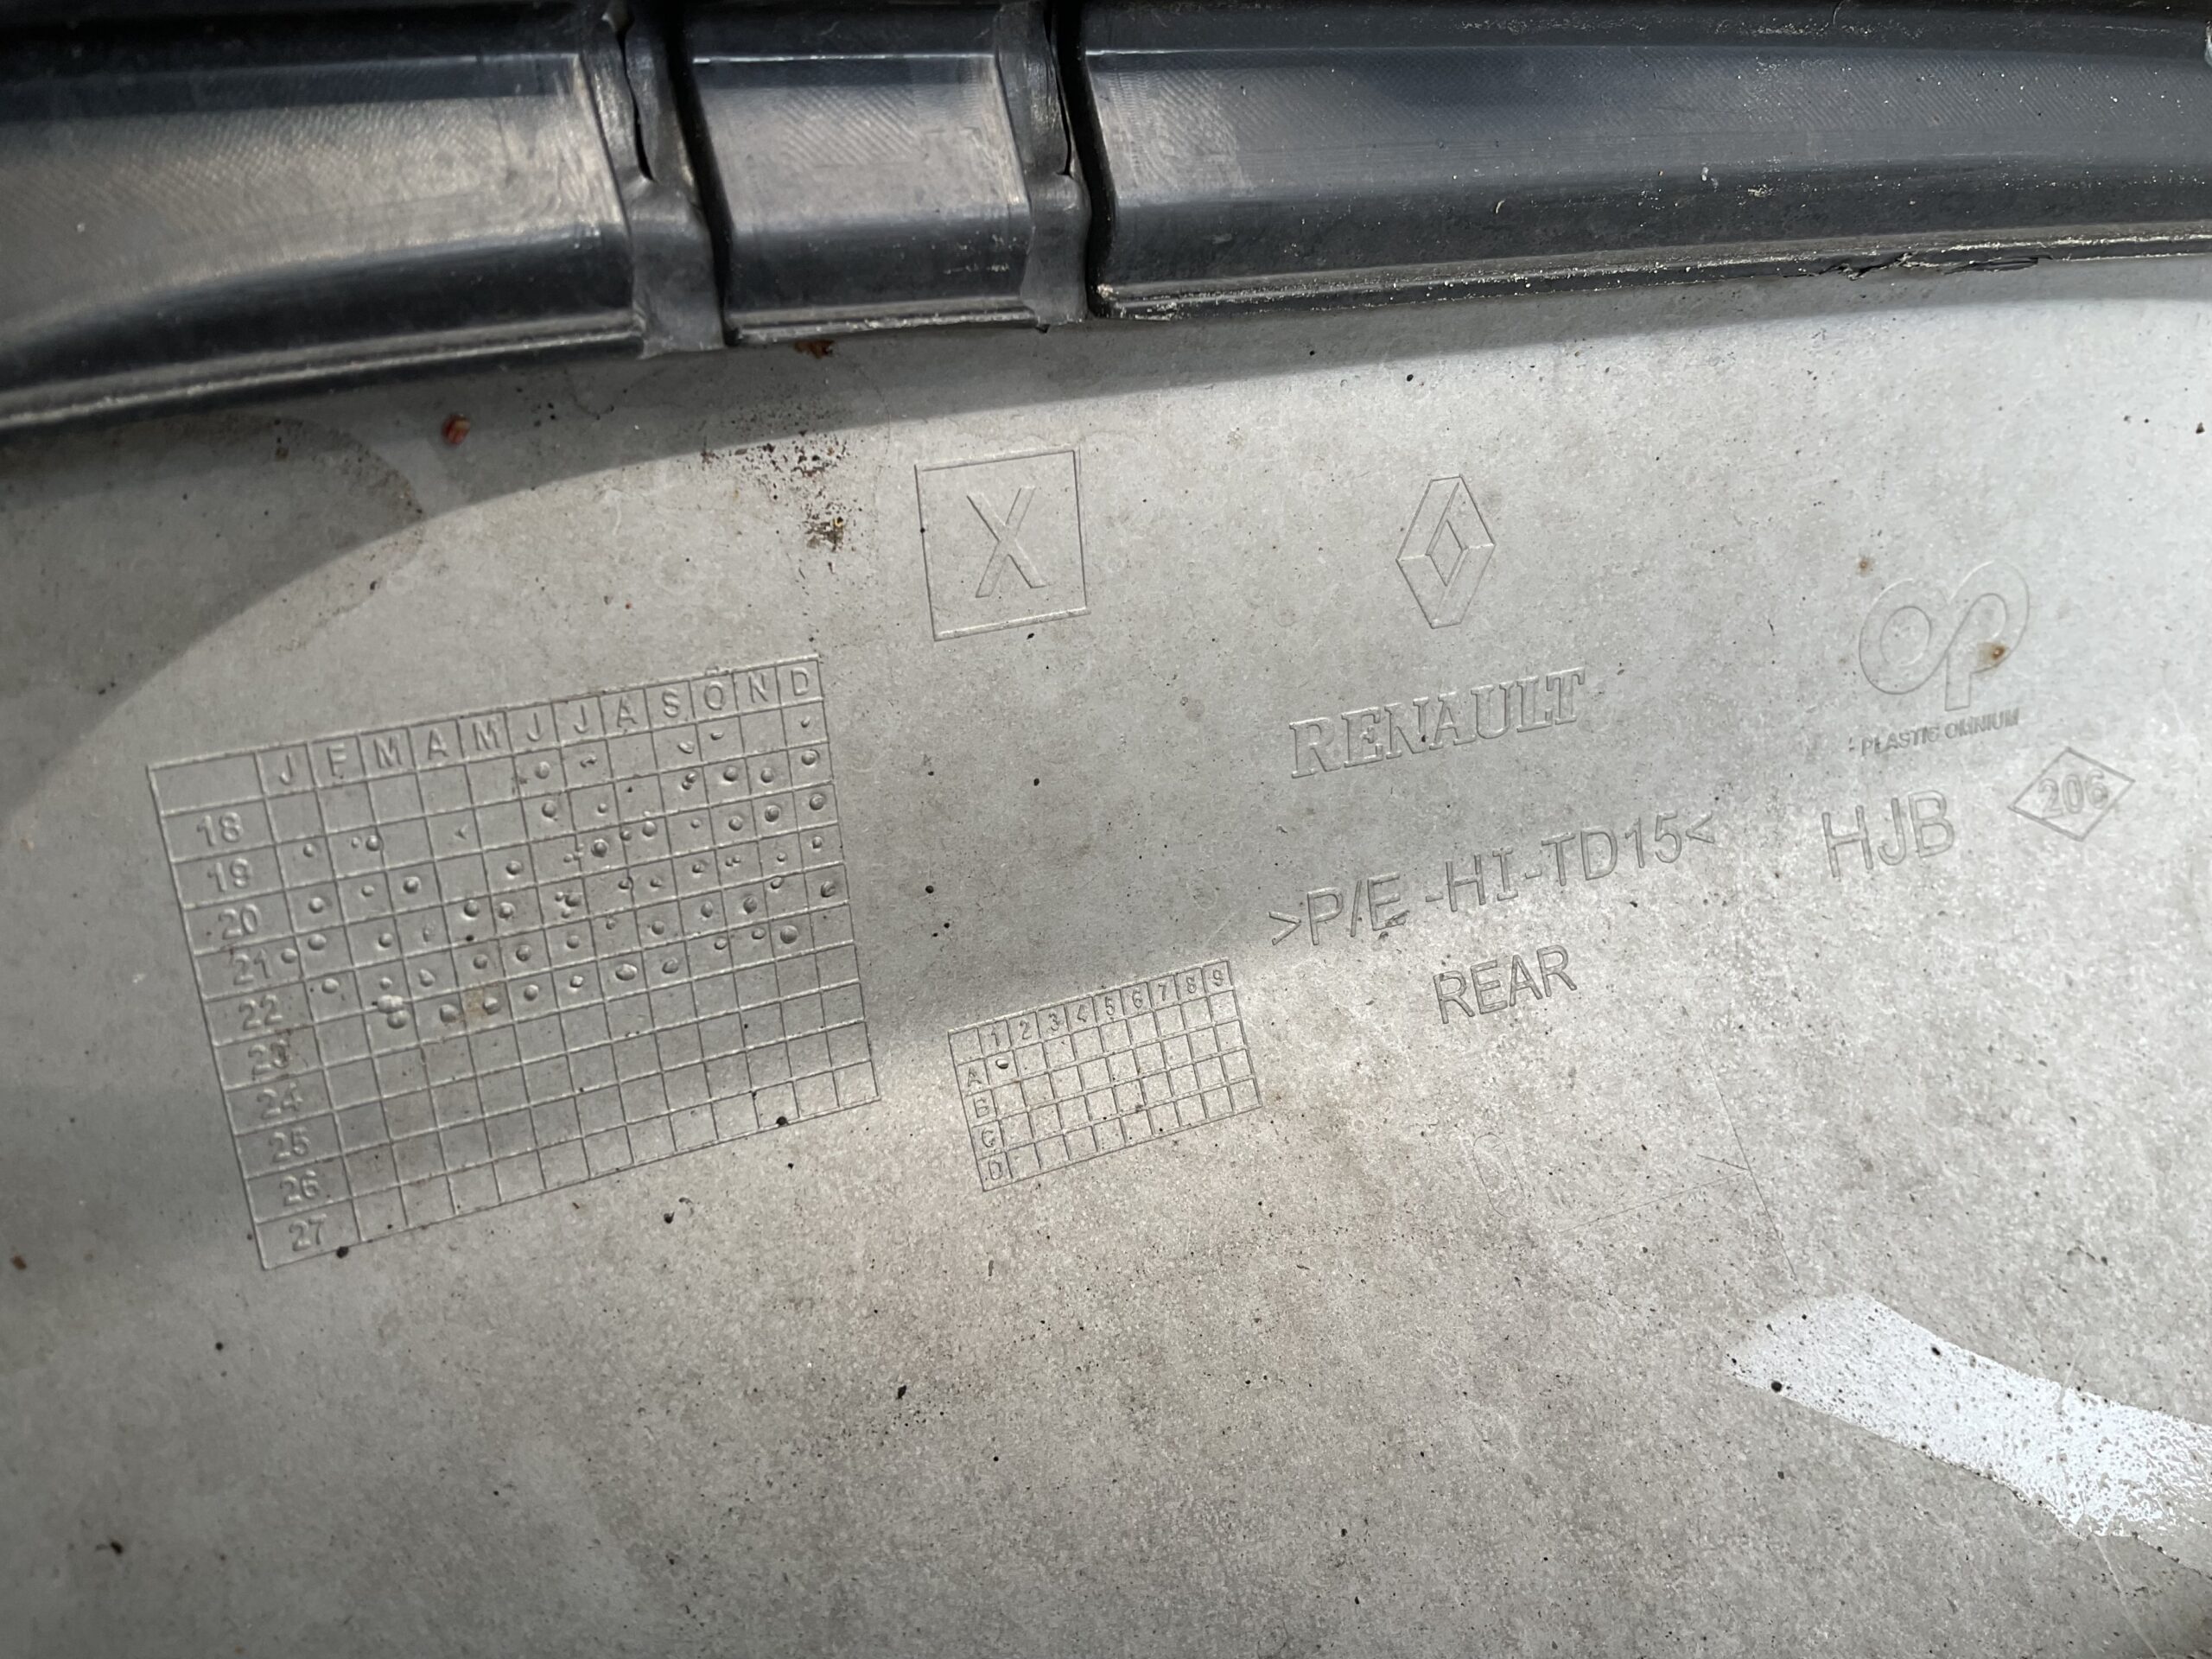 X
RENAULT
PLASTIC OMNIUM
>P/E-HI-TD15<
HJB
206
REAR
J F M A M J J A S O N D
18
19
20
21
22
23
24
25
26
27
1 2 3 4 5 6 7 8 9
A
B
C
D